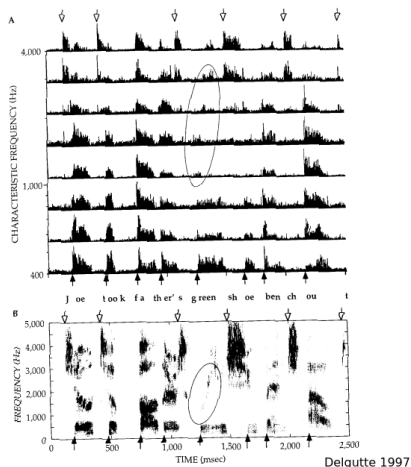 A
4,000
CHARACTERISTIC FREQUENCY (Hz)
1,000
400
J oe t ook f a th er' s g reen sh oe ben ch ou t
B
5,000
4,000
3,000
2,000
1,000
0
FREQUENCY (Hz)
0 500 1,000 1,500 2,000 2,500
TIME (msec)
Delgutte 1997